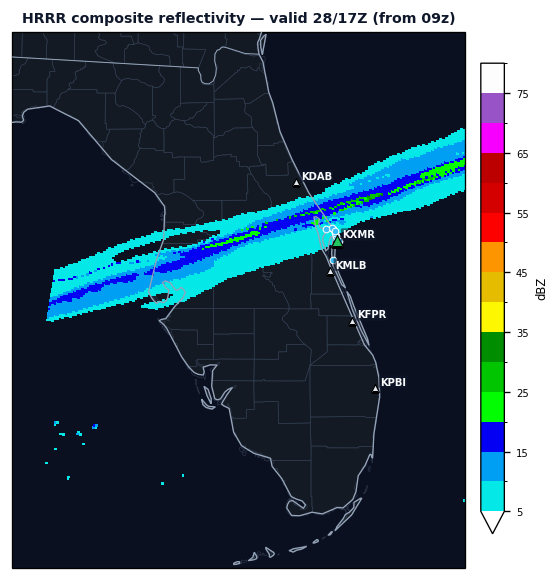 HRRR composite reflectivity — valid 28/17Z (from 09z)
KDAB
KXMR
KMLB
KFPR
KPBI
75
65
55
45
35
25
15
5
dBZ